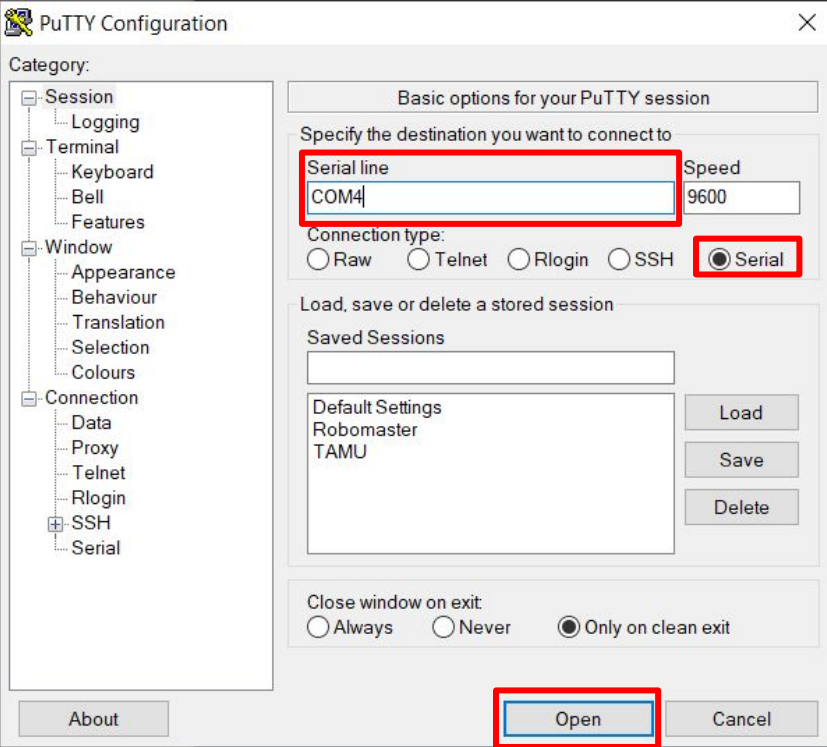 PuTTY Configuration
Category:
Session
Logging
Terminal
Keyboard
Bell
Features
Window
Appearance
Behaviour
Translation
Selection
Colours
Connection
Data
Proxy
Telnet
Rlogin
SSH
Serial
Basic options for your PuTTY session
Specify the destination you want to connect to
Serial line Speed
COM4 9600
Connection type:
Raw Telnet Rlogin SSH Serial
Load, save or delete a stored session
Saved Sessions
Default Settings
Robomaster
TAMU
Load
Save
Delete
Close window on exit:
Always Never Only on clean exit
About Open Cancel